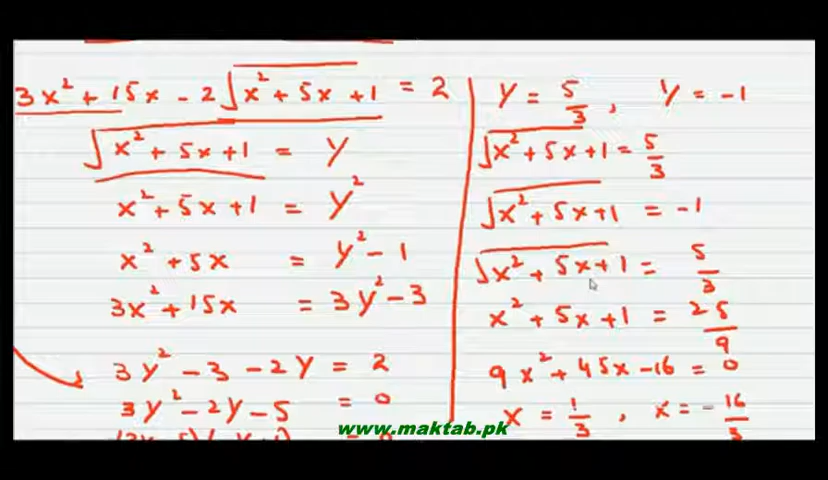 3x² + 15x - 2√x² + 5x + 1 = 2
√x² + 5x + 1 = y
x² + 5x + 1 = y²
x² + 5x = y² - 1
3x² + 15x = 3y² - 3
3y² - 3 - 2y = 2
3y² - 2y - 5 = 0
y = 5/3 , y = -1
√x² + 5x + 1 = 5/3
√x² + 5x + 1 = -1
√x² + 5x + 1 = 5/3
x² + 5x + 1 = 25/9
9x² + 45x - 16 = 0
x = 1/3 , x = -16/3
www.maktab.pk